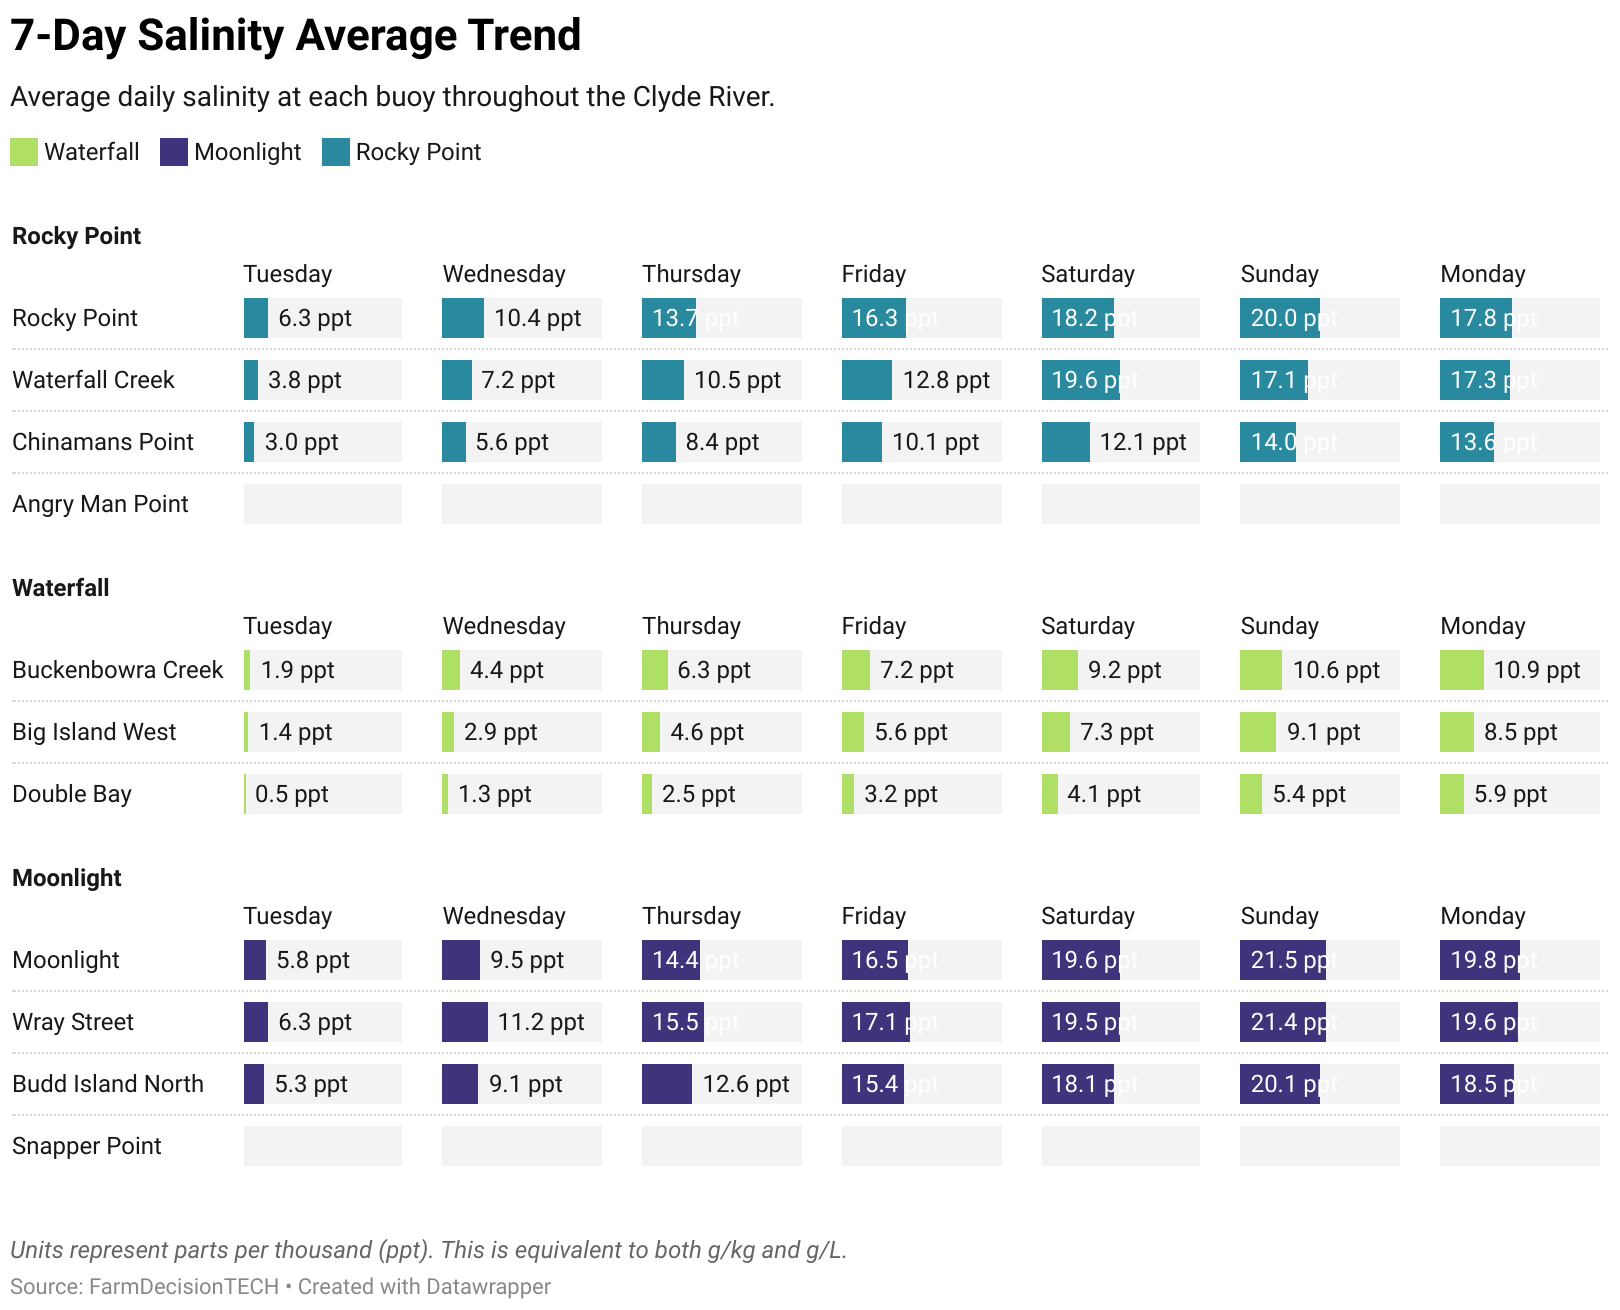 7-Day Salinity Average Trend
Average daily salinity at each buoy throughout the Clyde River.
Waterfall Moonlight Rocky Point
Rocky Point
Tuesday Wednesday Thursday Friday Saturday Sunday Monday
Rocky Point 6.3 ppt 10.4 ppt 13.7 ppt 16.3 ppt 18.2 ppt 20.0 ppt 17.8 ppt
Waterfall Creek 3.8 ppt 7.2 ppt 10.5 ppt 12.8 ppt 19.6 ppt 17.1 ppt 17.3 ppt
Chinamans Point 3.0 ppt 5.6 ppt 8.4 ppt 10.1 ppt 12.1 ppt 14.0 ppt 13.6 ppt
Angry Man Point
Waterfall
Tuesday Wednesday Thursday Friday Saturday Sunday Monday
Buckenbowra Creek 1.9 ppt 4.4 ppt 6.3 ppt 7.2 ppt 9.2 ppt 10.6 ppt 10.9 ppt
Big Island West 1.4 ppt 2.9 ppt 4.6 ppt 5.6 ppt 7.3 ppt 9.1 ppt 8.5 ppt
Double Bay 0.5 ppt 1.3 ppt 2.5 ppt 3.2 ppt 4.1 ppt 5.4 ppt 5.9 ppt
Moonlight
Tuesday Wednesday Thursday Friday Saturday Sunday Monday
Moonlight 5.8 ppt 9.5 ppt 14.4 ppt 16.5 ppt 19.6 ppt 21.5 ppt 19.8 ppt
Wray Street 6.3 ppt 11.2 ppt 15.5 ppt 17.1 ppt 19.5 ppt 21.4 ppt 19.6 ppt
Budd Island North 5.3 ppt 9.1 ppt 12.6 ppt 15.4 ppt 18.1 ppt 20.1 ppt 18.5 ppt
Snapper Point
Units represent parts per thousand (ppt). This is equivalent to both g/kg and g/L.
Source: FarmDecisionTECH • Created with Datawrapper